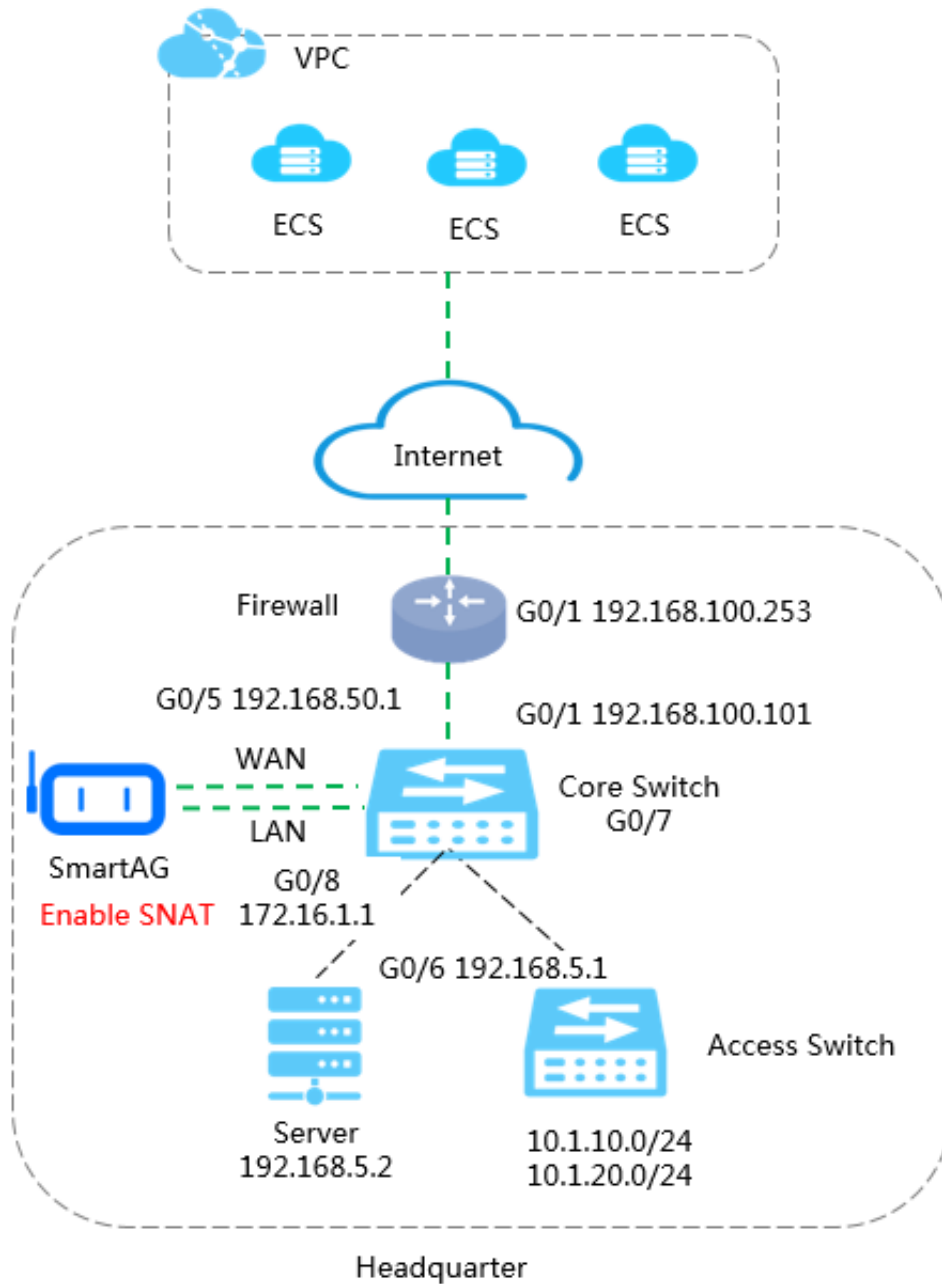 VPC
ECS
ECS
ECS
Internet
Firewall
G0/1 192.168.100.253
G0/5 192.168.50.1
G0/1 192.168.100.101
WAN
LAN
Core Switch
G0/7
SmartAG
Enable SNAT
G0/8
172.16.1.1
G0/6 192.168.5.1
Access Switch
Server
192.168.5.2
10.1.10.0/24
10.1.20.0/24
Headquarter